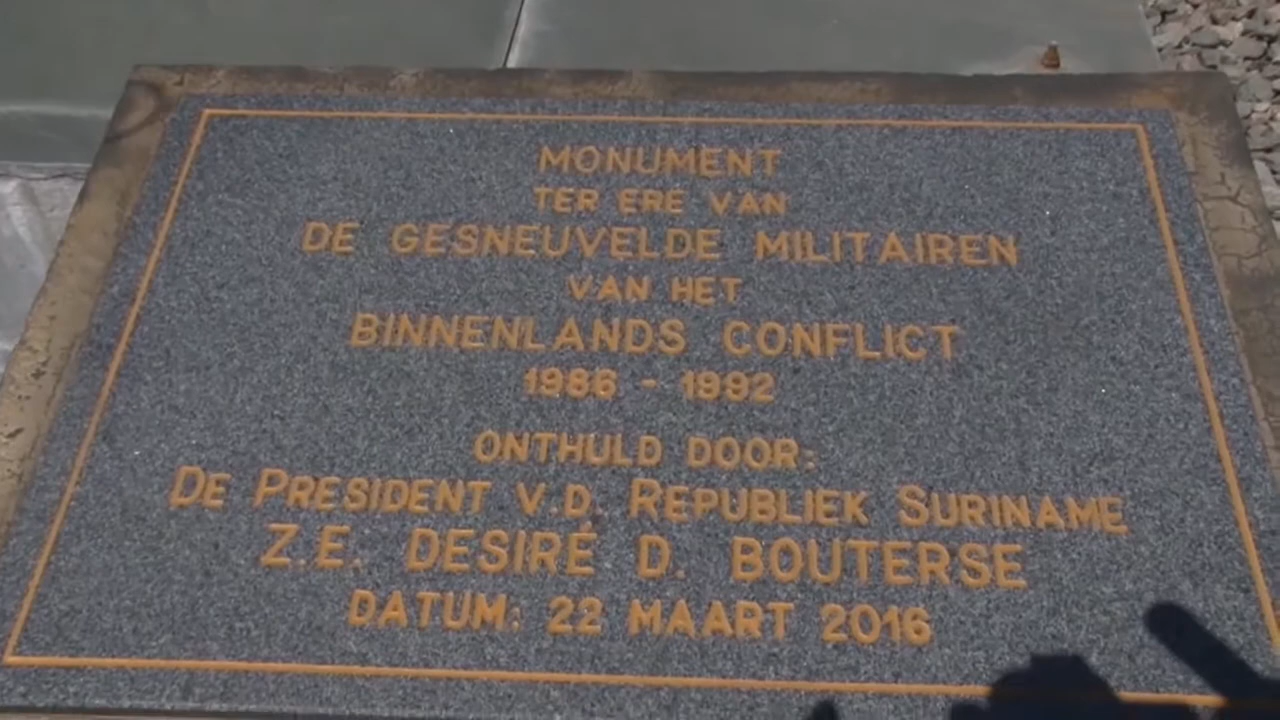 MONUMENT
TER ERE VAN
DE GESNEUVELDE MILITAIREN
VAN HET
BINNENLANDS CONFLICT
1986 - 1992
ONTHULD DOOR:
DE PRESIDENT V.D. REPUBLIEK SURINAME
Z.E. DESIRÉ D. BOUTERSE
DATUM: 22 MAART 2016